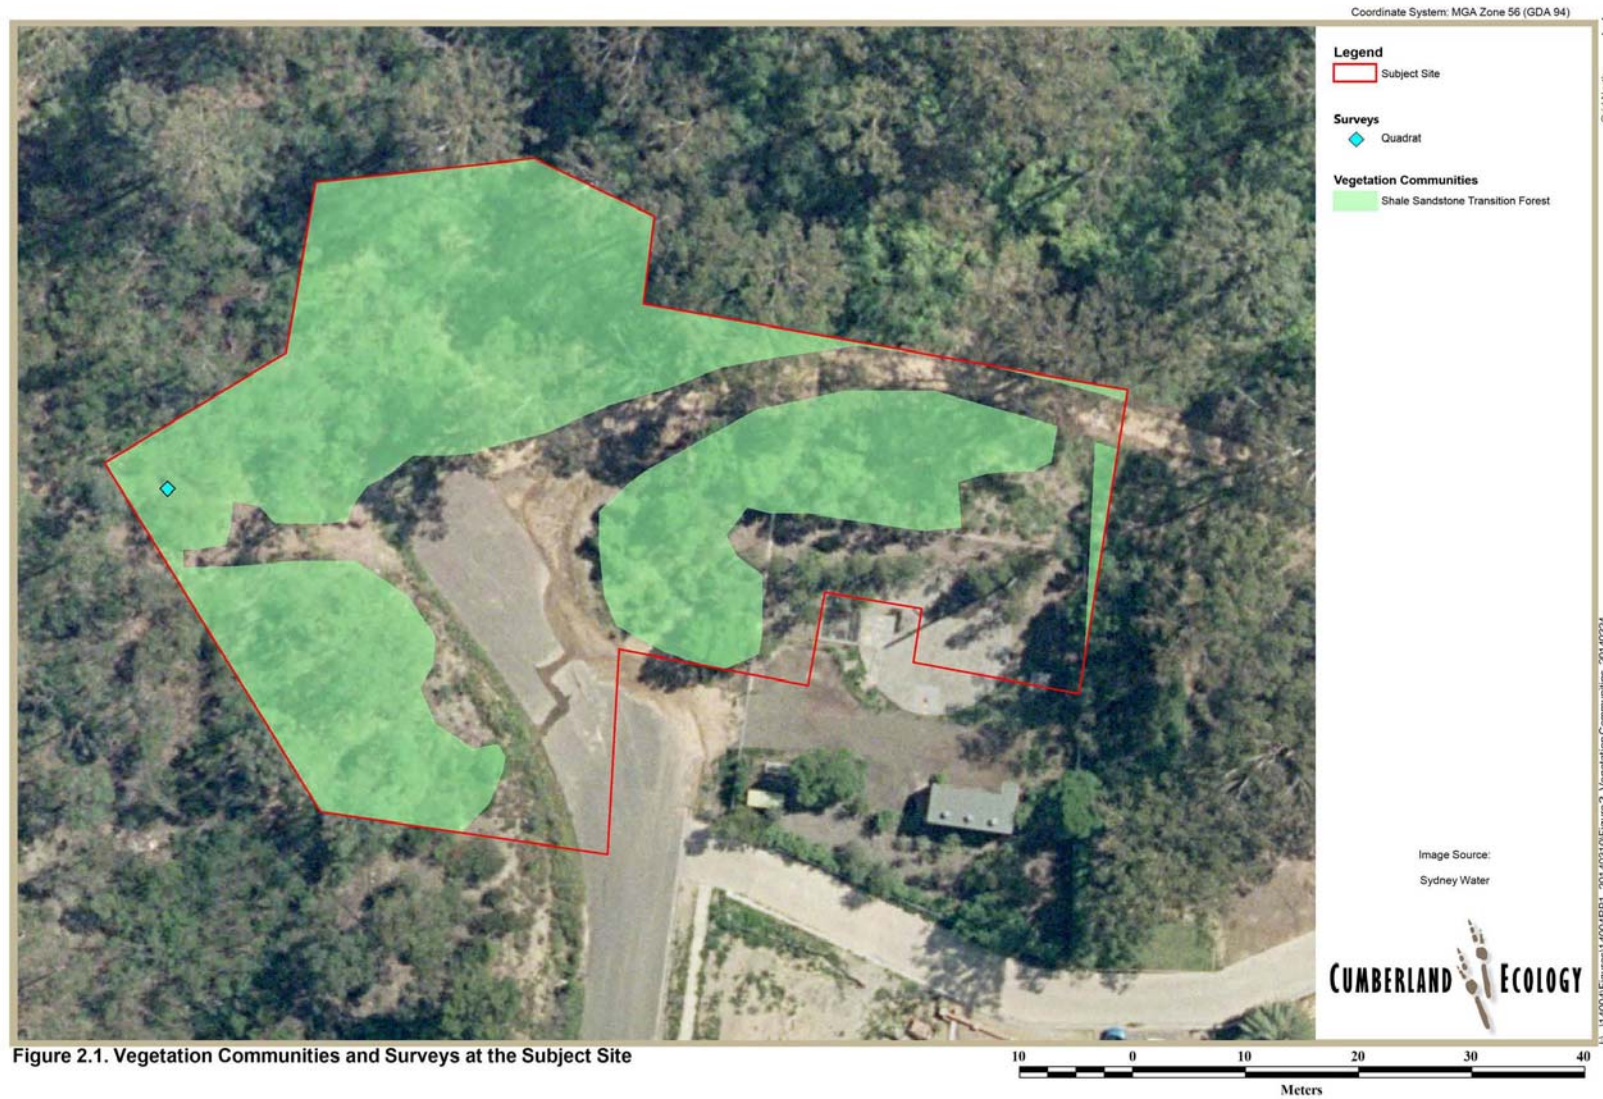 Coordinate System: MGA Zone 56 (GDA 94)
Legend
Subject Site
Surveys
Quadrat
Vegetation Communities
Shale Sandstone Transition Forest
Image Source:
Sydney Water
CUMBERLAND ECOLOGY
Figure 2.1. Vegetation Communities and Surveys at the Subject Site
10 0 10 20 30 40
Meters